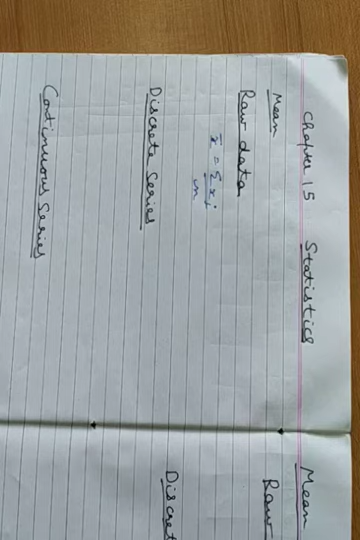 Chapter 15 Statistics
Mean
Raw data
x̄ = Σxi
n
Discrete Series
Continuous Series
Mean
Raw
Discret